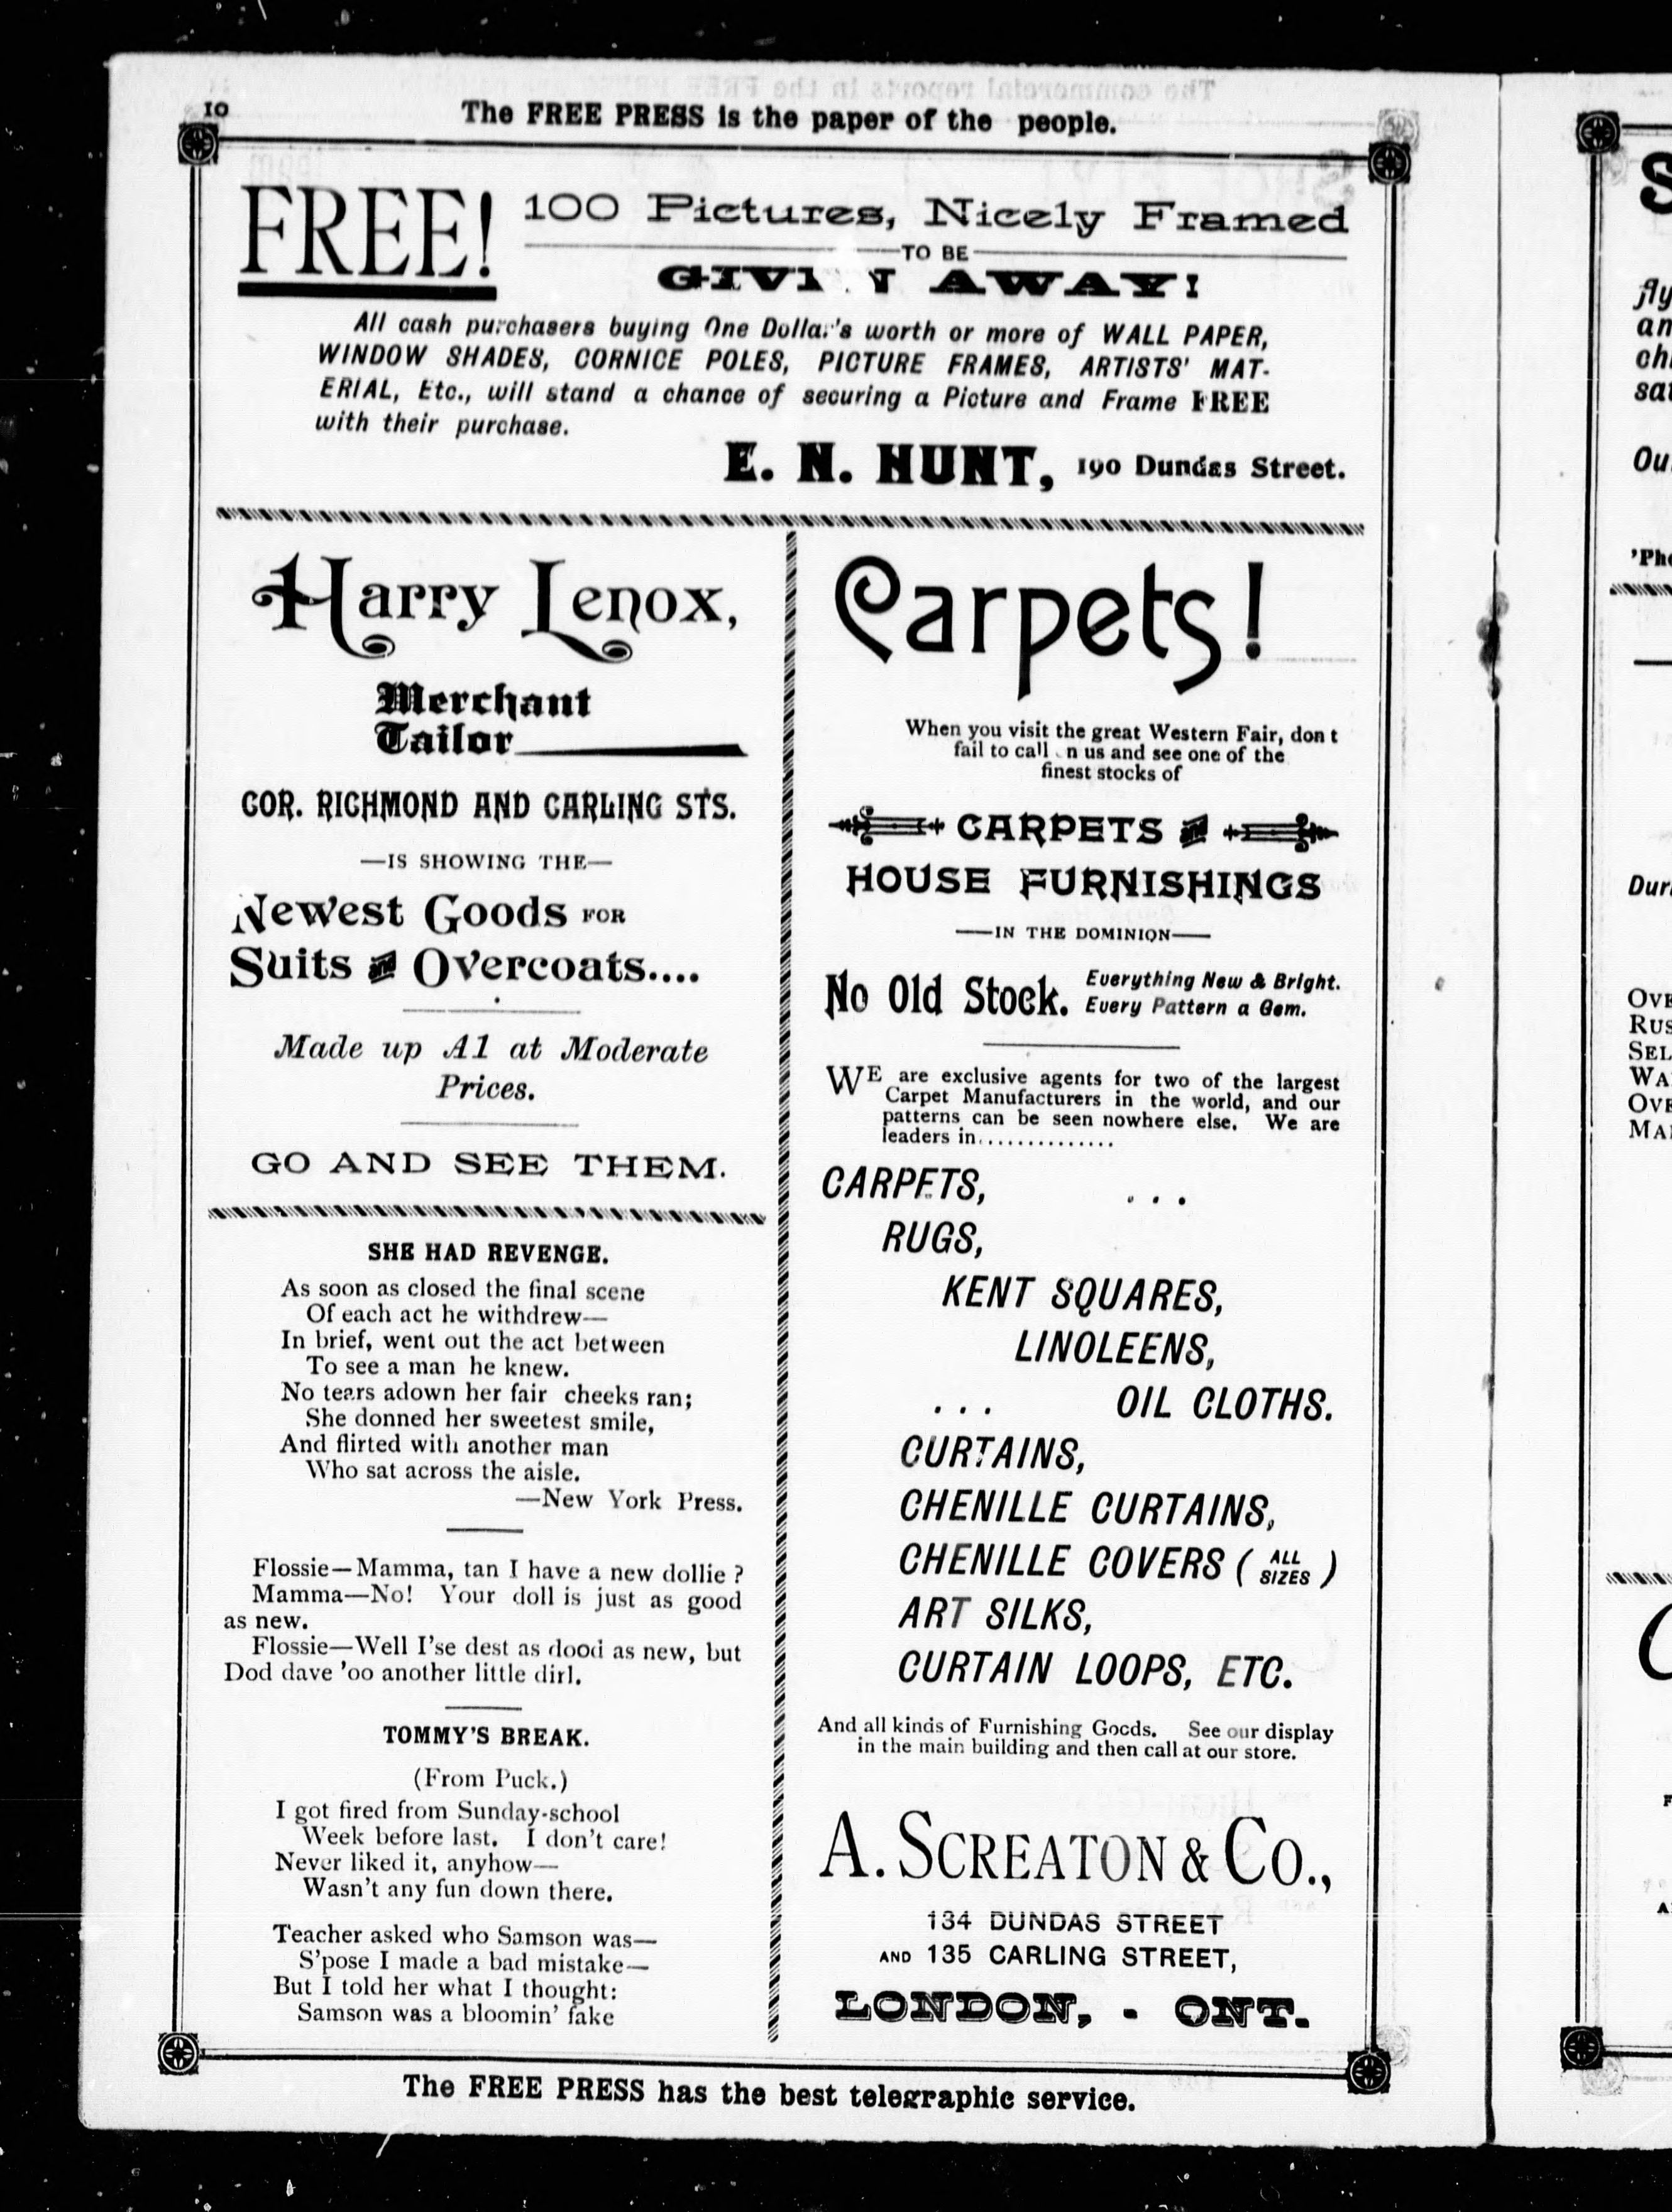 10
The FREE PRESS is the paper of the people.
FREE!
100 Pictures, Nicely Framed
TO BE
GIVEN AWAY!
All cash purchasers buying One Dollar's worth or more of WALL PAPER,
WINDOW SHADES, CORNICE POLES, PICTURE FRAMES, ARTISTS' MAT-
ERIAL, Etc., will stand a chance of securing a Picture and Frame FREE
with their purchase.
E. N. HUNT, 190 Dundas Street.
Harry Lenox,
Merchant
Tailor
COR. RICHMOND AND CARLING STS.
—IS SHOWING THE—
Newest Goods FOR
Suits and Overcoats....
Made up A1 at Moderate
Prices.
GO AND SEE THEM.
SHE HAD REVENGE.
As soon as closed the final scene
Of each act he withdrew—
In brief, went out the act between
To see a man he knew.
No tears adown her fair cheeks ran;
She donned her sweetest smile,
And flirted with another man
Who sat across the aisle.
—New York Press.
Flossie—Mamma, tan I have a new dollie?
Mamma—No! Your doll is just as good
as new.
Flossie—Well I'se dest as dood as new, but
Dod dave 'oo another little dirl.
TOMMY'S BREAK.
(From Puck.)
I got fired from Sunday-school
Week before last. I don't care!
Never liked it, anyhow—
Wasn't any fun down there.
Teacher asked who Samson was—
S'pose I made a bad mistake—
But I told her what I thought:
Samson was a bloomin' fake
Carpets!
When you visit the great Western Fair, don t
fail to call n us and see one of the
finest stocks of
CARPETS and
HOUSE FURNISHINGS
—IN THE DOMINION—
No Old Stock. Everything New & Bright.
Every Pattern a Gem.
WE are exclusive agents for two of the largest
Carpet Manufacturers in the world, and our
patterns can be seen nowhere else. We are
leaders in..............
CARPETS, ...
RUGS,
KENT SQUARES,
LINOLEENS,
... OIL CLOTHS.
CURTAINS,
CHENILLE CURTAINS,
CHENILLE COVERS (ALL SIZES)
ART SILKS,
CURTAIN LOOPS, ETC.
And all kinds of Furnishing Goods. See our display
in the main building and then call at our store.
A. SCREATON & CO.,
134 DUNDAS STREET
AND 135 CARLING STREET,
LONDON, - ONT.
The FREE PRESS has the best telegraphic service.